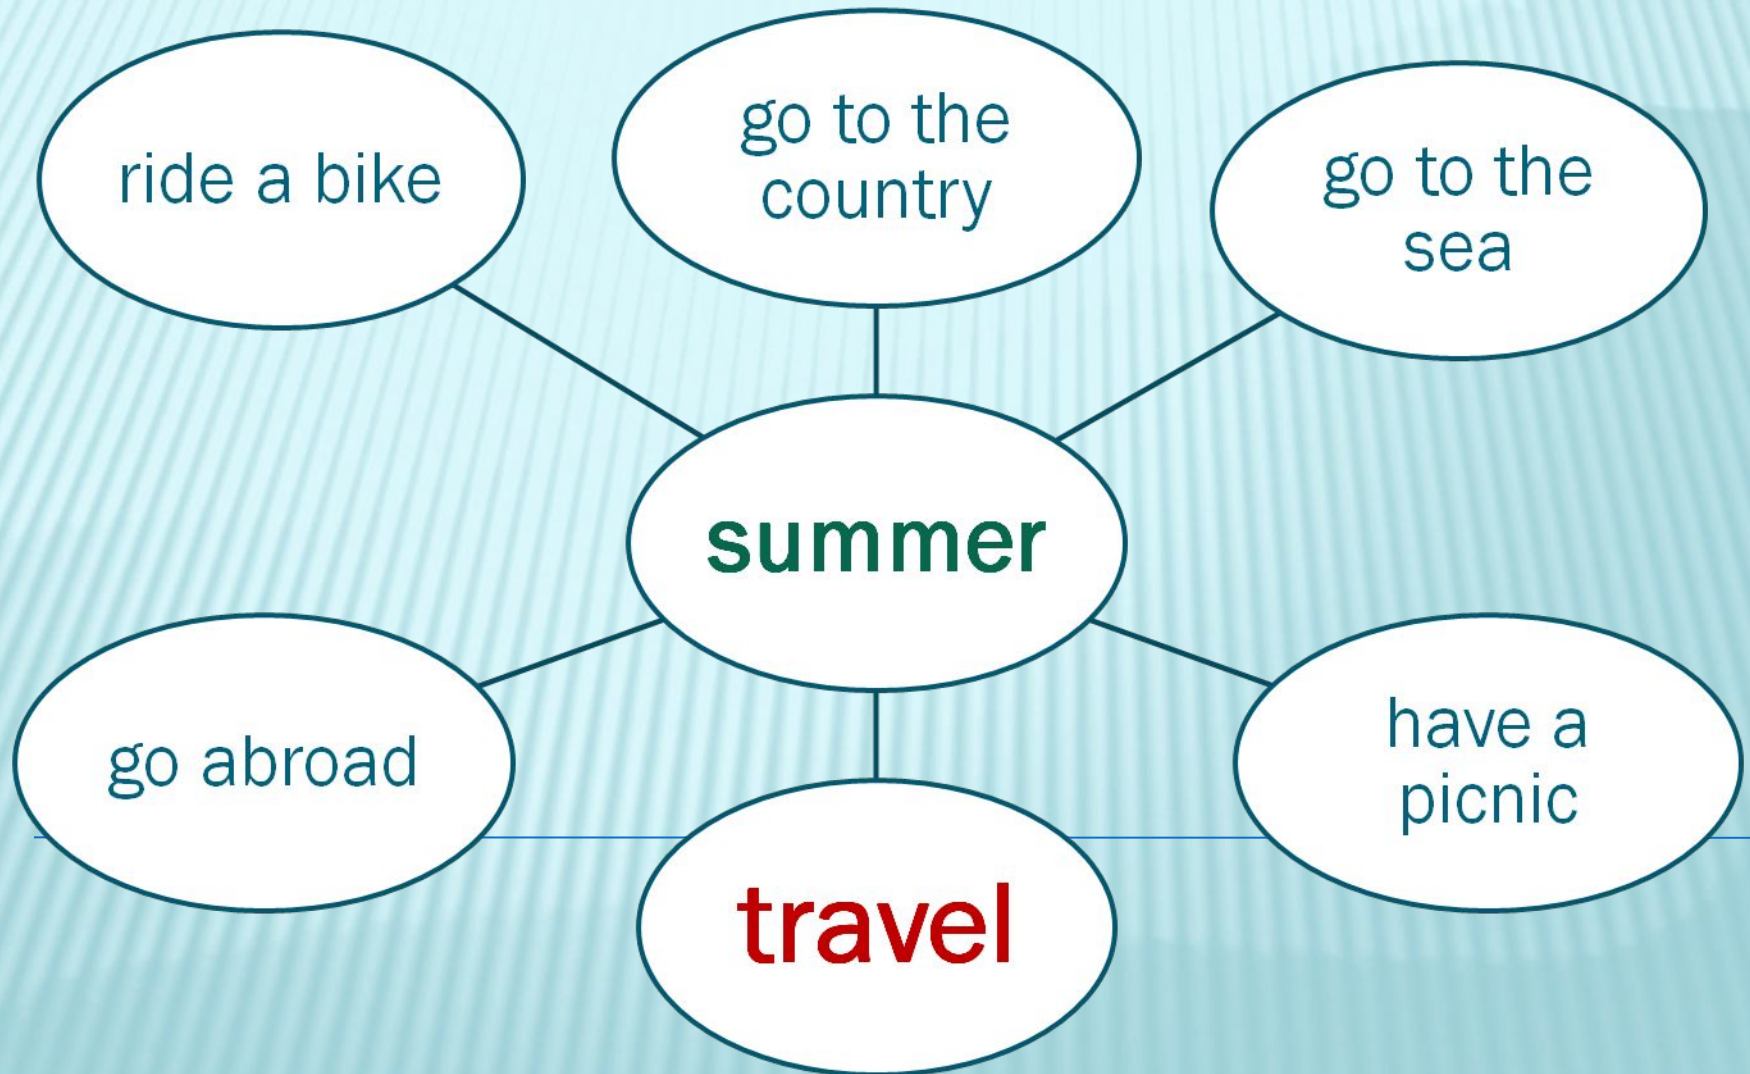 ride a bike
go to the
country
go to the
sea
summer
go abroad
travel
have a
picnic